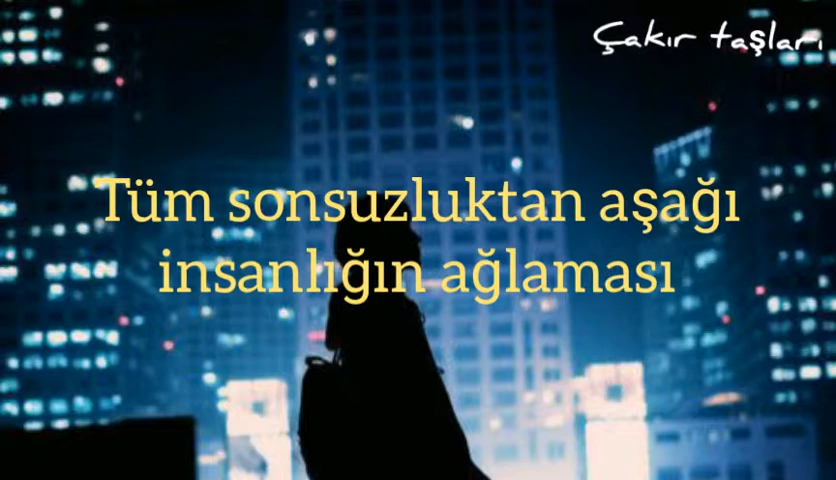 Çakır taşları
Tüm sonsuzluktan aşağı
insanlığın ağlaması